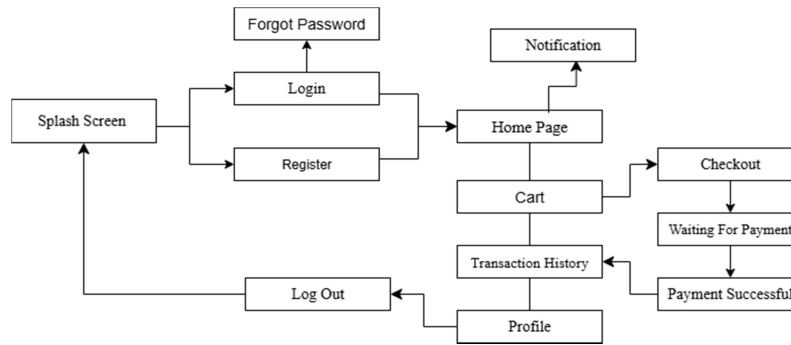 Forgot Password
Notification
Login
Splash Screen
Home Page
Register
Checkout
Cart
Waiting For Payment
Transaction History
Log Out
Payment Successful
Profile